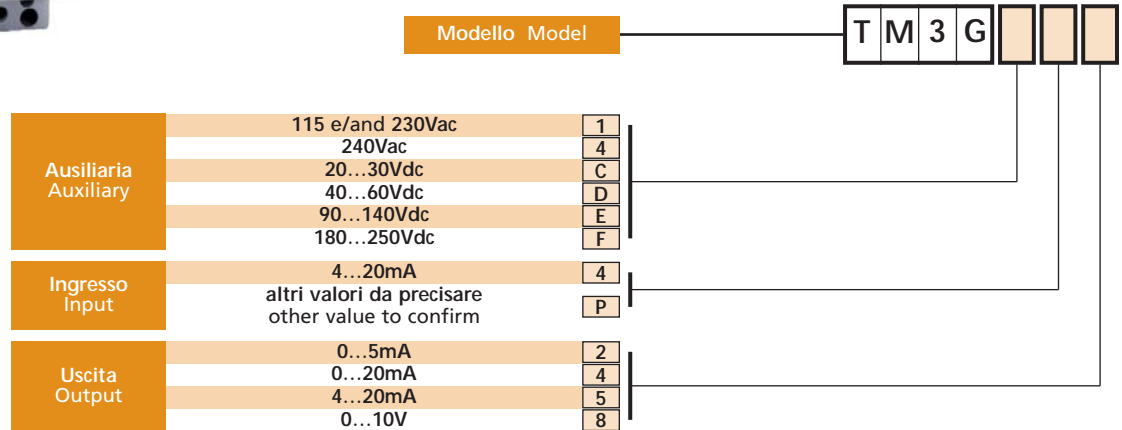 Modello Model TM3G
115 e/and 230Vac 1
240Vac 4
Ausiliaria 20...30Vdc C
Auxiliary 40...60Vdc D
90...140Vdc E
180...250Vdc F
Ingresso 4...20mA 4
Input altri valori da precisare P
other value to confirm
0...5mA 2
Uscita 0...20mA 4
Output 4...20mA 5
0...10V 8